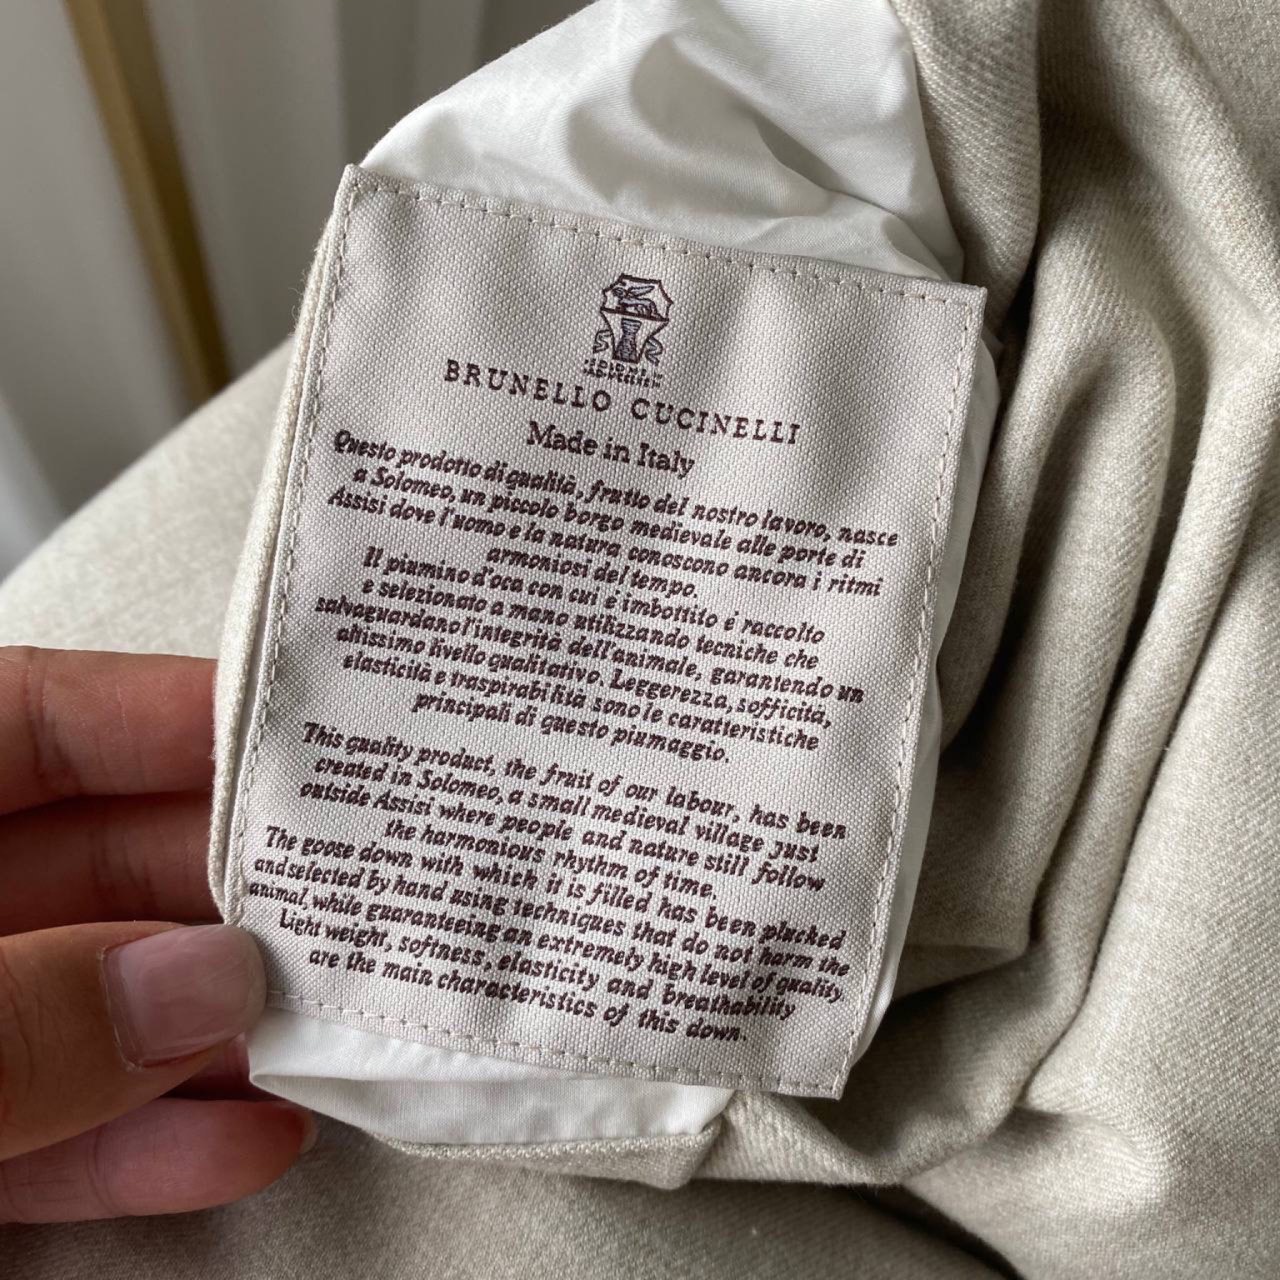 BRUNELLO CUCINELLI
Made in Italy
Questo prodotto di qualità, frutto del nostro lavoro, nasce
a Solomeo, un piccolo borgo medievale alle porte di
Assisi dove l'uomo e la natura conoscono ancora i ritmi
armoniosi del tempo.
Il piumino d'oca con cui è imbottito é raccolto
e selezionato a mano utilizzando tecniche che
salvaguardano l'integrità dell'animale, garantendo un
altissimo livello qualitativo. Leggerezza, sofficità,
elasticità e traspirabilità sono le caratteristiche
principali di questo piumaggio.
This quality product, the fruit of our labour, has been
created in Solomeo, a small medieval village just
outside Assisi where people and nature still follow
the harmonious rhythm of time.
The goose down with which it is filled has been plucked
and selected by hand using techniques that do not harm the
animal, while guaranteeing an extremely high level of quality.
Light weight, softness, elasticity and breathability
are the main characteristics of this down.